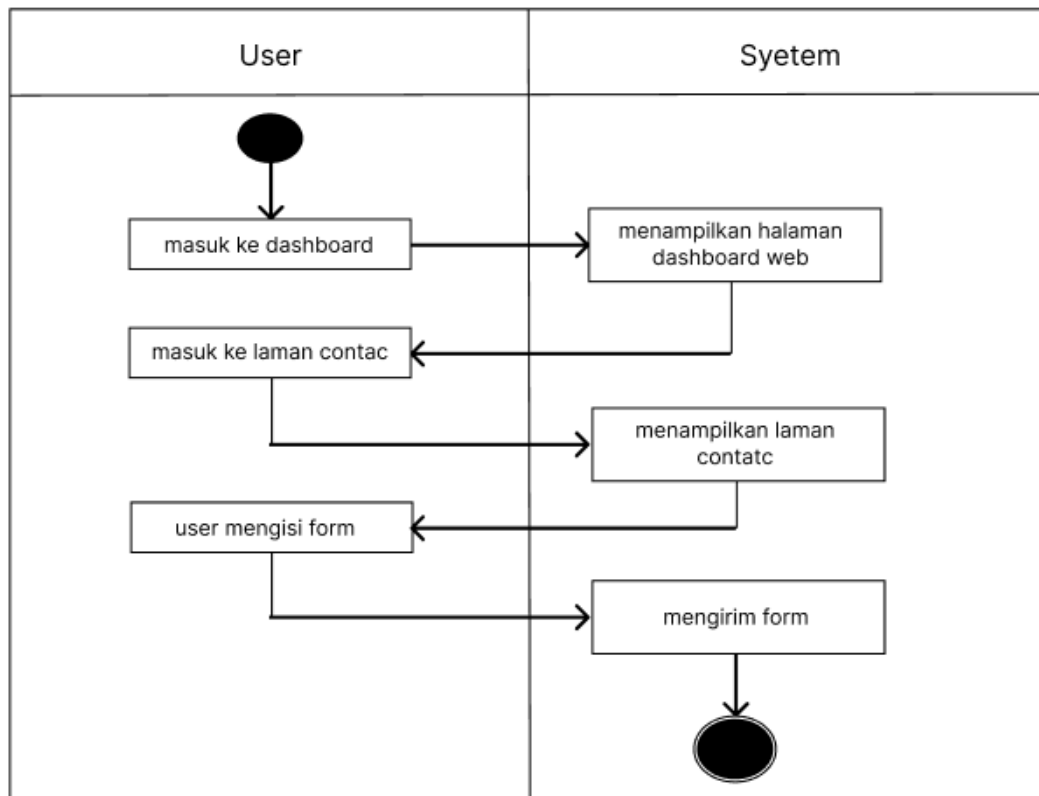 User
Syetem
masuk ke dashboard
menampilkan halaman
dashboard web
masuk ke laman contac
menampilkan laman
contatc
user mengisi form
mengirim form